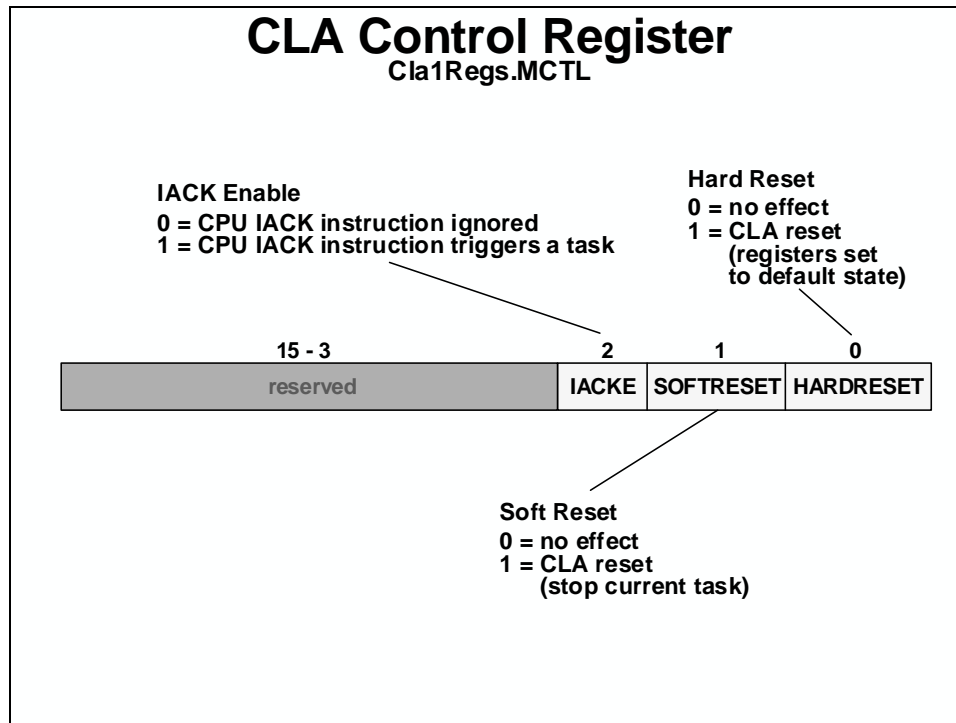 CLA Control Register
Cla1Regs.MCTL
IACK Enable
0 = CPU IACK instruction ignored
1 = CPU IACK instruction triggers a task
Hard Reset
0 = no effect
1 = CLA reset
(registers set
to default state)
15 - 3 2 1 0
reserved IACKE SOFTRESET HARDRESET
Soft Reset
0 = no effect
1 = CLA reset
(stop current task)